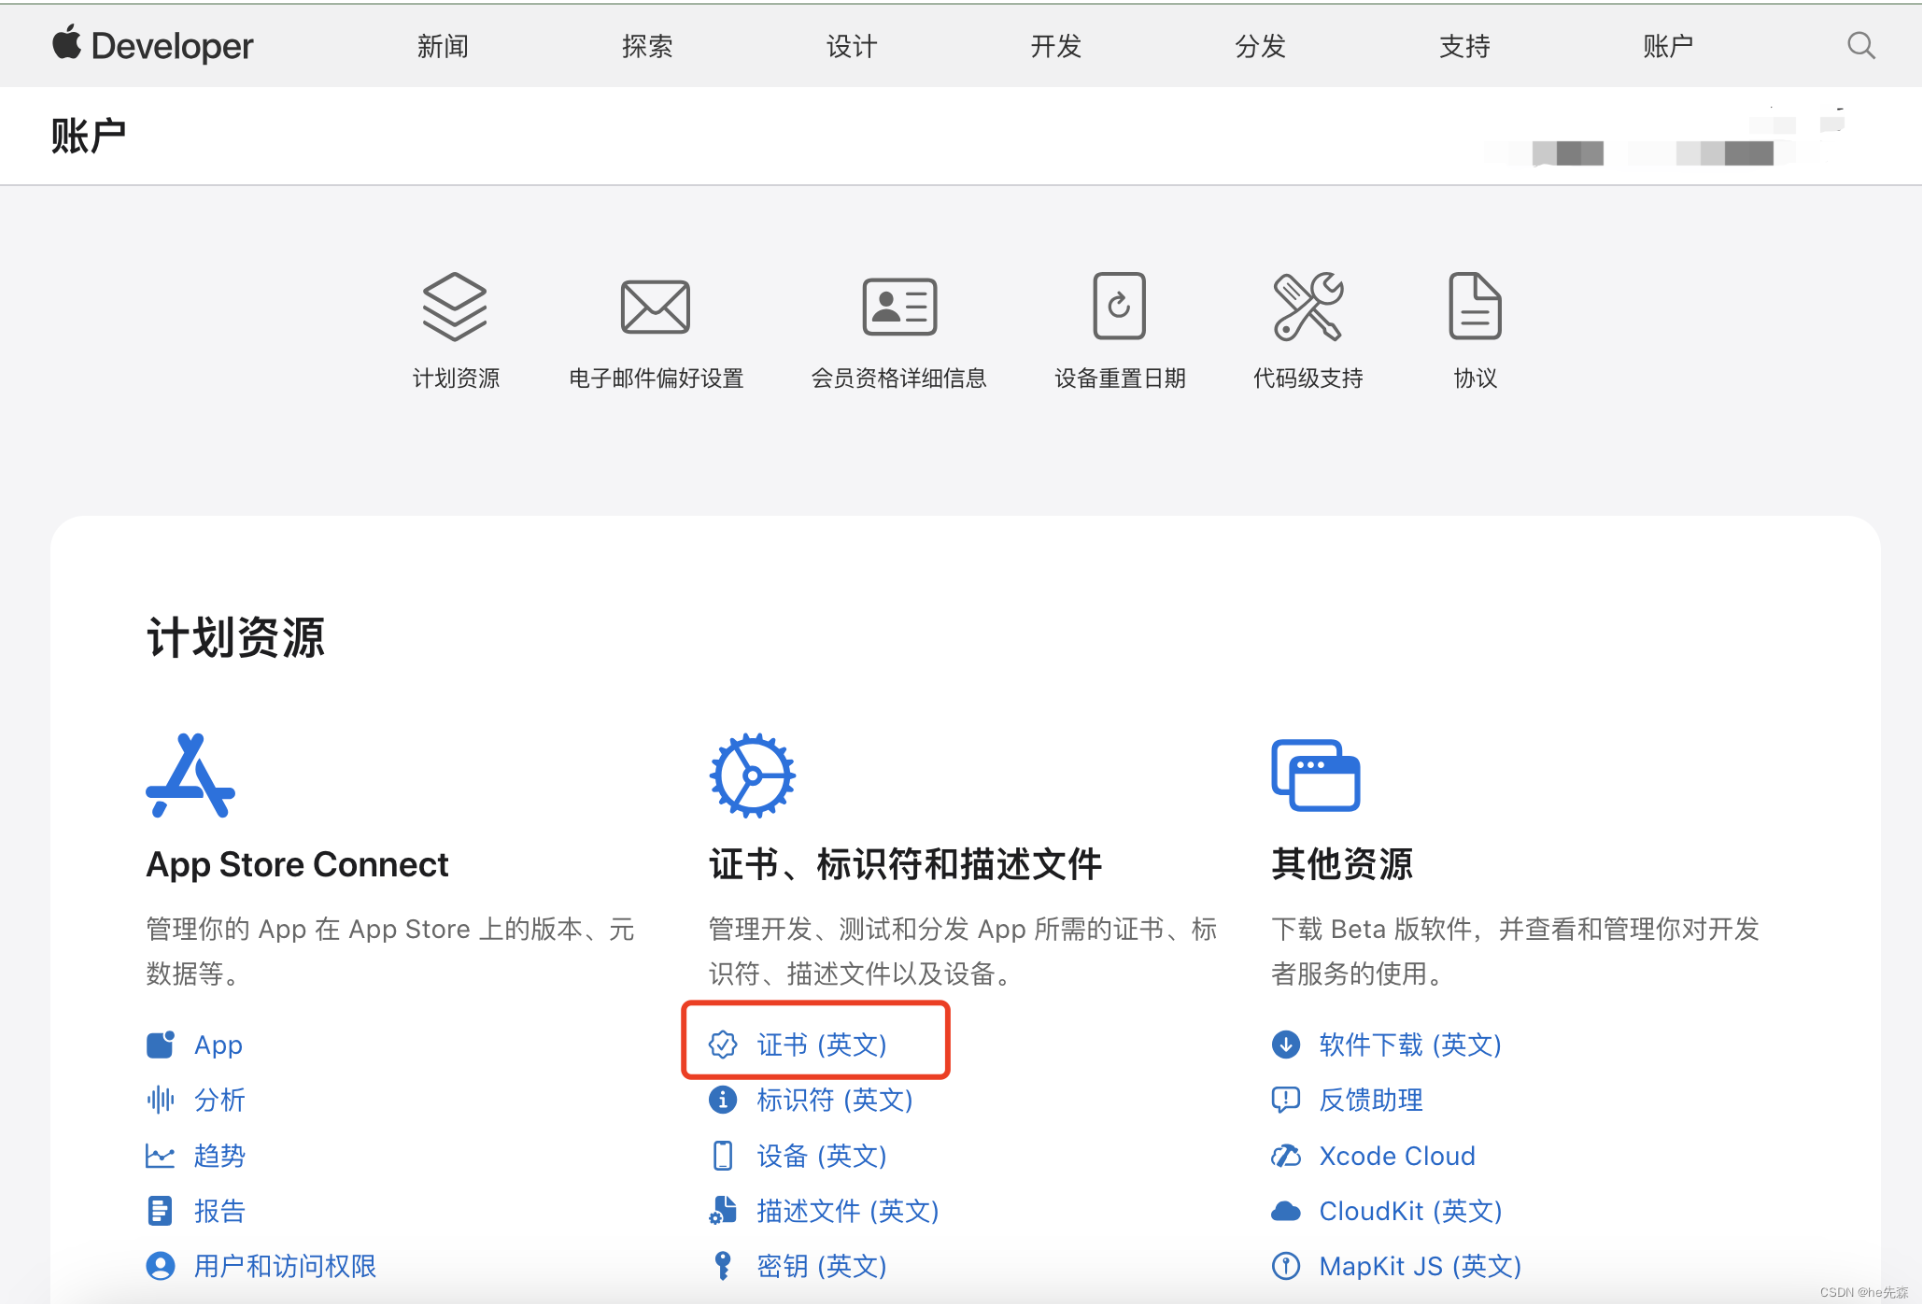 Developer 新闻 探索 设计 开发 分发 支持 账户
账户
计划资源 电子邮件偏好设置 会员资格详细信息 设备重置日期 代码级支持 协议
计划资源
App Store Connect
管理你的 App 在 App Store 上的版本、元
数据等。
App
分析
趋势
报告
用户和访问权限
证书、标识符和描述文件
管理开发、测试和分发 App 所需的证书、标
识符、描述文件以及设备。
证书 (英文)
标识符 (英文)
设备 (英文)
描述文件 (英文)
密钥 (英文)
其他资源
下载 Beta 版软件，并查看和管理你对开发
者服务的使用。
软件下载 (英文)
反馈助理
Xcode Cloud
CloudKit (英文)
MapKit JS (英文)
CSDN @he先森